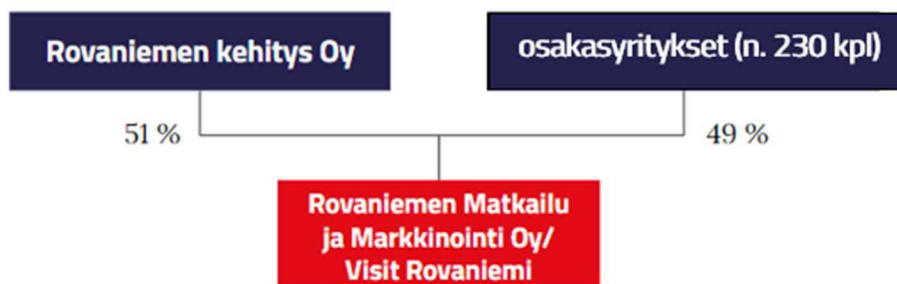 Rovaniemen kehitys Oy
osakasyritykset (n. 230 kpl)
51 %
49 %
Rovaniemen Matkailu
ja Markkinointi Oy/
Visit Rovaniemi